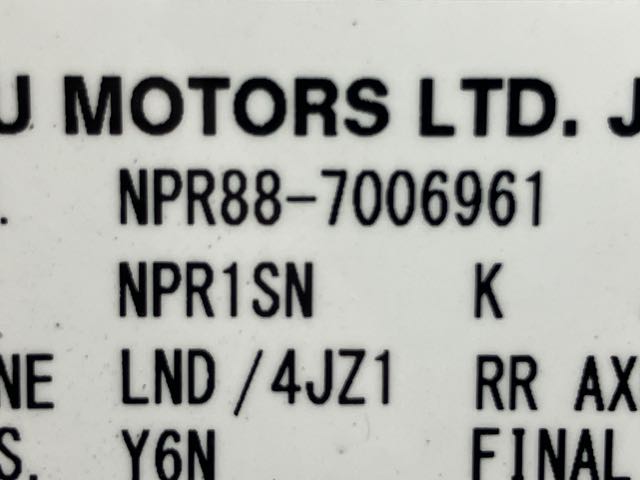 U MOTORS LTD. J
. NPR88-7006961
NPR1SN K
NE LND /4JZ1 RR AX
S. Y6N FINAL